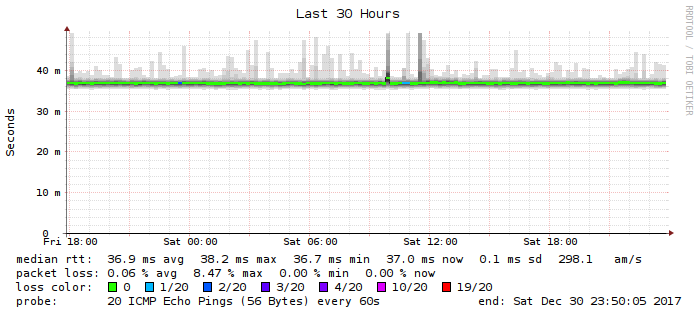 Last 30 Hours
RRDTOOL / TOBI OETIKER
Seconds
40 m
30 m
20 m
10 m
0
Fri 18:00 Sat 00:00 Sat 06:00 Sat 12:00 Sat 18:00
median rtt: 36.9 ms avg 38.2 ms max 36.7 ms min 37.0 ms now 0.1 ms sd 298.1 am/s
packet loss: 0.06 % avg 8.47 % max 0.00 % min 0.00 % now
loss color: 0 1/20 2/20 3/20 4/20 10/20 19/20
probe: 20 ICMP Echo Pings (56 Bytes) every 60s end: Sat Dec 30 23:50:05 2017